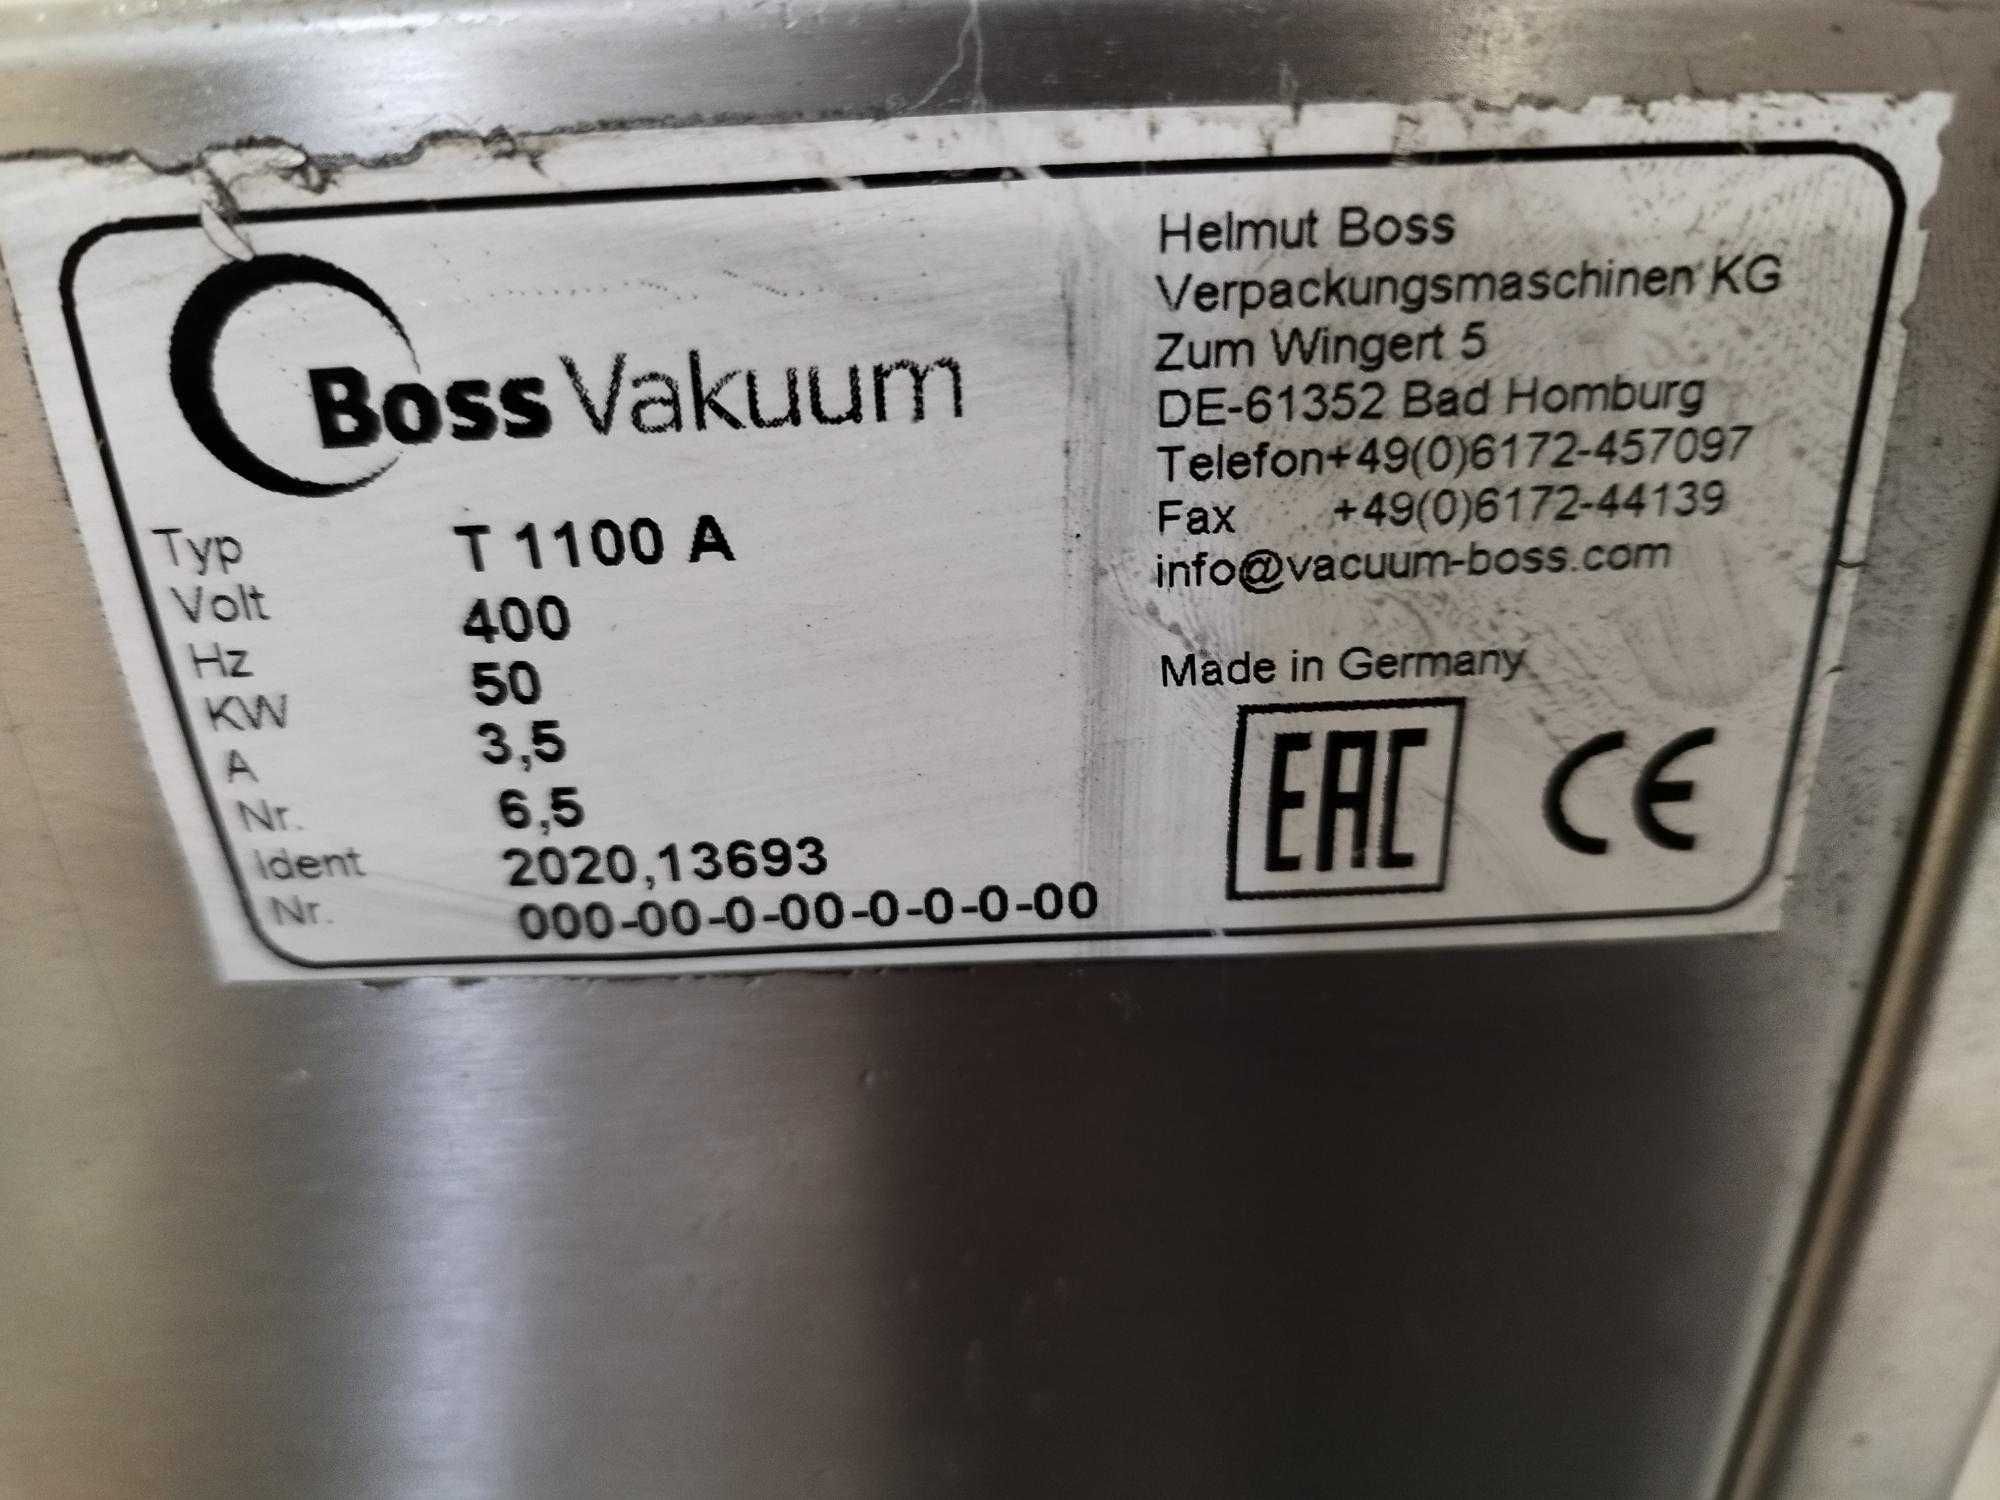 Boss Vakuum
Typ T 1100 A
Volt 400
Hz 50
KW 3,5
A 6,5
Nr. 2020,13693
Ident
Nr. 000-00-0-00-0-0-0-00
Helmut Boss
Verpackungsmaschinen KG
Zum Wingert 5
DE-61352 Bad Homburg
Telefon+49(0)6172-457097
Fax +49(0)6172-44139
info@vacuum-boss.com
Made in Germany
EAC CE